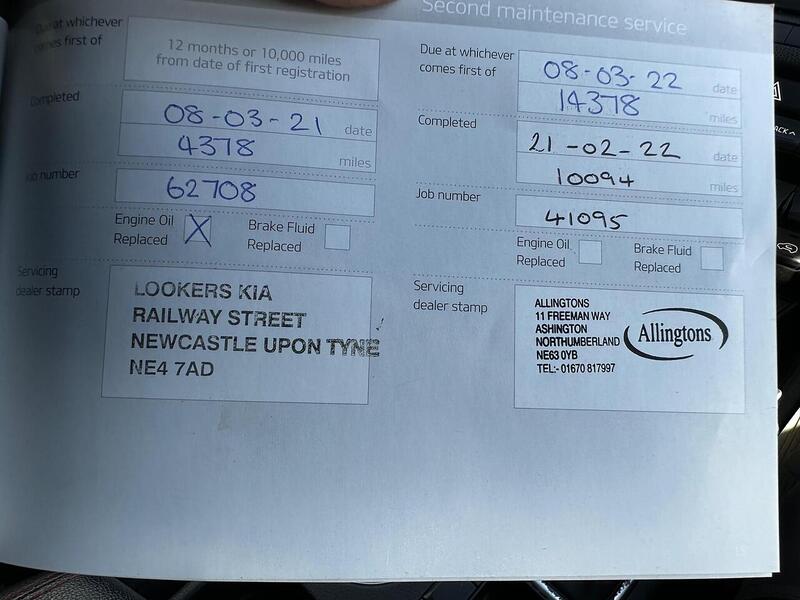 Due at whichever
comes first of
12 months or 10,000 miles
from date of first registration
Completed
08-03-21 date
4378 miles
Job number
62708
Engine Oil
Replaced
X
Brake Fluid
Replaced
Servicing
dealer stamp
LOOKERS KIA
RAILWAY STREET
NEWCASTLE UPON TYNE
NE4 7AD
Second maintenance service
Due at whichever
comes first of
08-03-22 date
14378 miles
Completed
21-02-22 date
10094 miles
Job number
41095
Engine Oil
Replaced
Brake Fluid
Replaced
Servicing
dealer stamp
ALLINGTONS
11 FREEMAN WAY
ASHINGTON
NORTHUMBERLAND
NE63 0YB
TEL:- 01670 817997
Allingtons